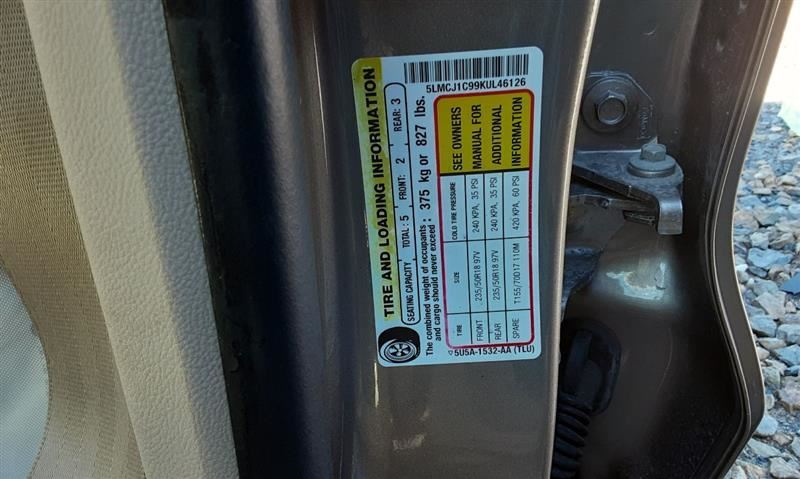 TIRE AND LOADING INFORMATION
SEATING CAPACITY TOTAL: 5 FRONT: 2 REAR: 3
The combined weight of occupants and cargo should never exceed: 375 kg or 827 lbs.
5LMCJ1C99KUL46126
TIRE SIZE COLD TIRE PRESSURE
FRONT 235/50R18 97V 240 KPA, 35 PSI
REAR 235/50R18 97V 240 KPA, 35 PSI
SPARE T155/70D17 110M 420 KPA, 60 PSI
SEE OWNERS
MANUAL FOR
ADDITIONAL
INFORMATION
5U5A-1532-AA (TLU)